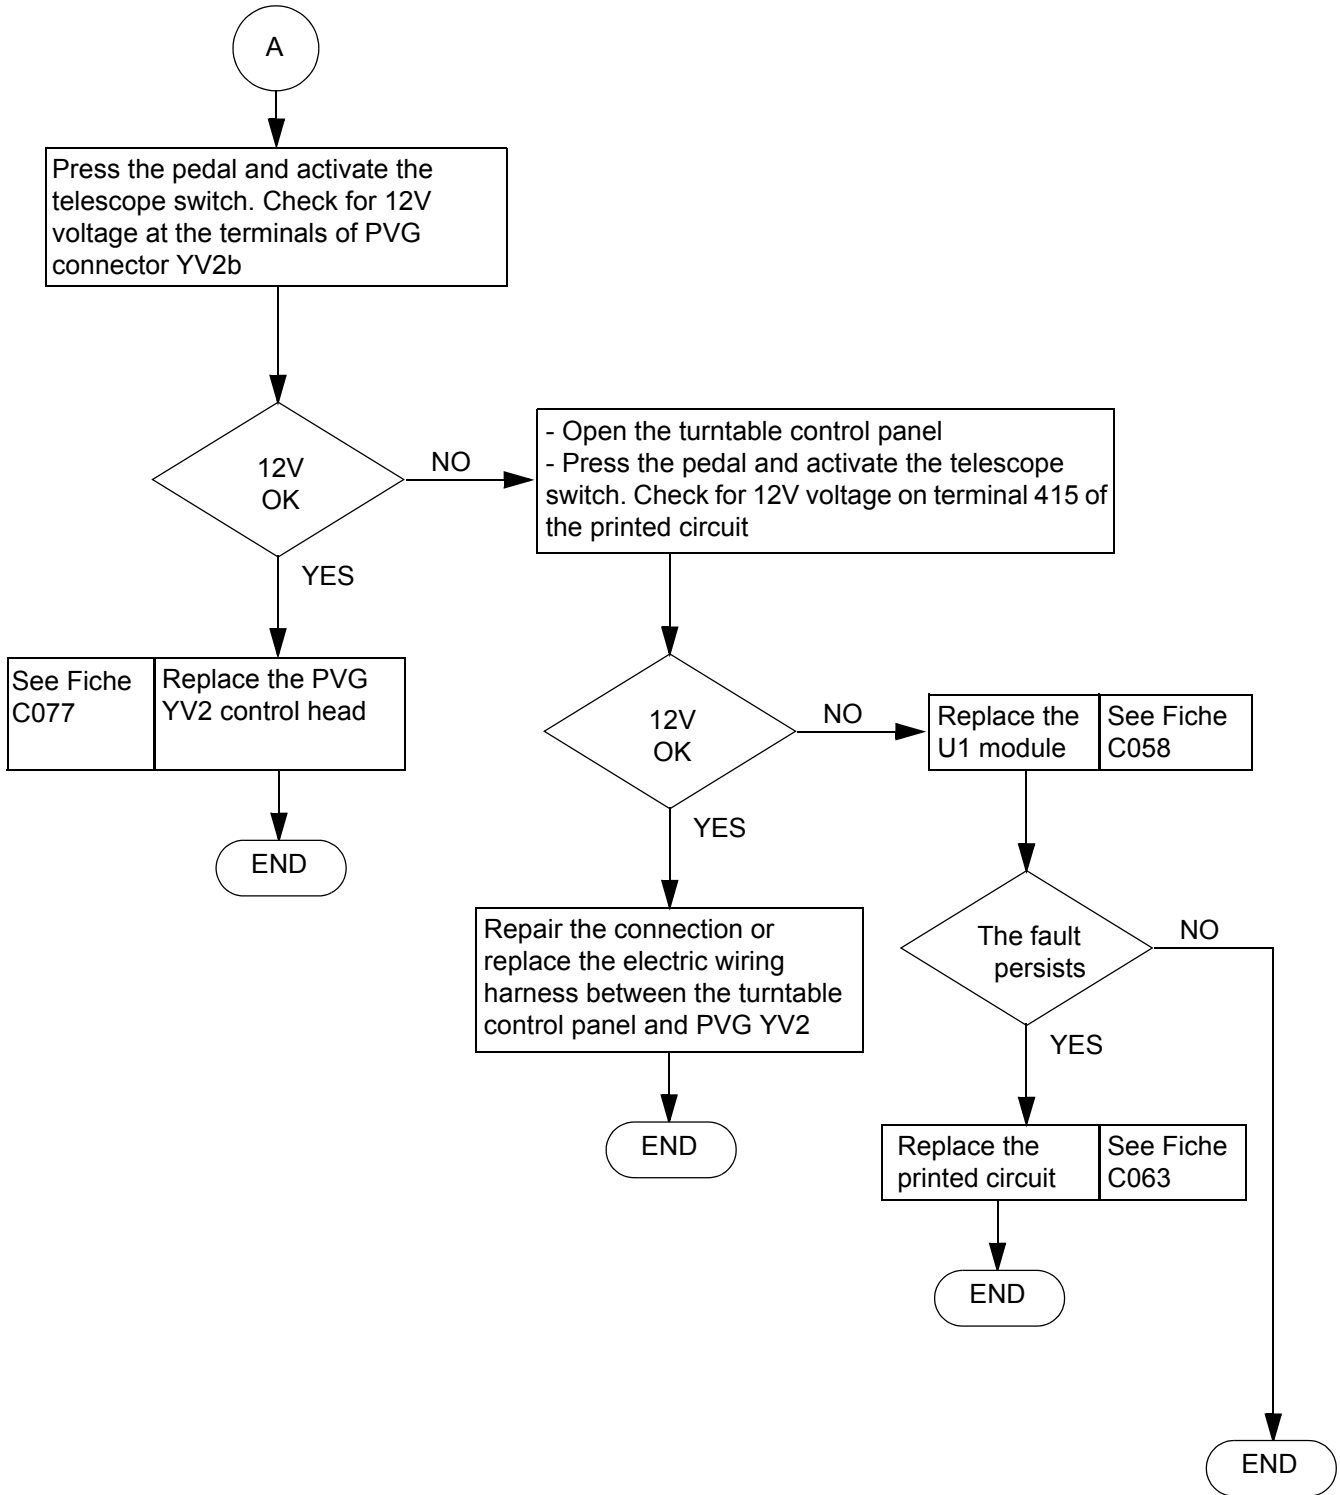 A
Press the pedal and activate the
telescope switch. Check for 12V
voltage at the terminals of PVG
connector YV2b
12V
OK
NO
YES
- Open the turntable control panel
- Press the pedal and activate the telescope
switch. Check for 12V voltage on terminal 415 of
the printed circuit
See Fiche
C077
Replace the PVG
YV2 control head
END
12V
OK
NO
YES
Replace the
U1 module
See Fiche
C058
Repair the connection or
replace the electric wiring
harness between the turntable
control panel and PVG YV2
END
The fault
persists
NO
YES
Replace the
printed circuit
See Fiche
C063
END
END